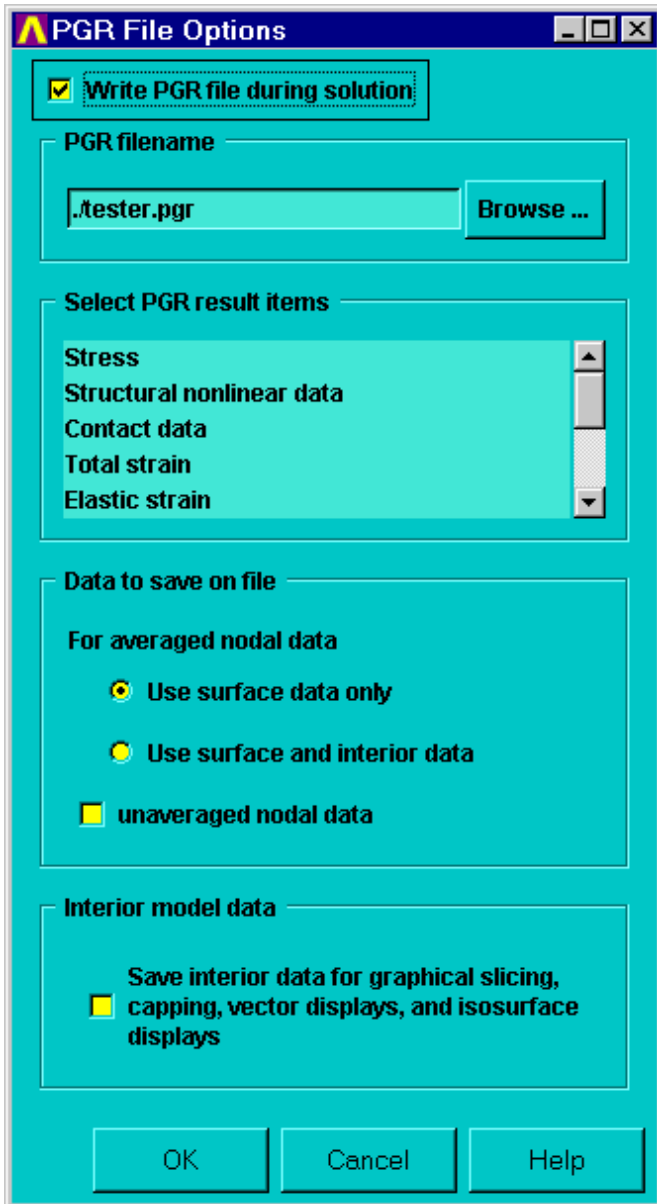 PGR File Options
Write PGR file during solution
PGR filename
./tester.pgr
Browse ...
Select PGR result items
Stress
Structural nonlinear data
Contact data
Total strain
Elastic strain
Data to save on file
For averaged nodal data
Use surface data only
Use surface and interior data
unaveraged nodal data
Interior model data
Save interior data for graphical slicing,
capping, vector displays, and isosurface
displays
OK
Cancel
Help